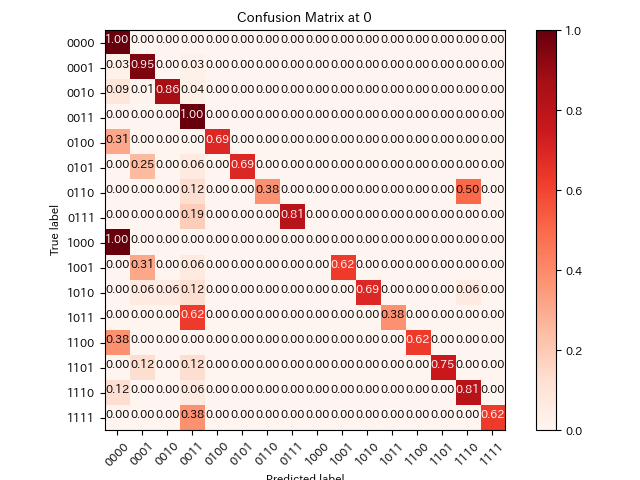 Confusion Matrix at 0
0000 1.00 0.00 0.00 0.00 0.00 0.00 0.00 0.00 0.00 0.00 0.00 0.00 0.00 0.00 0.00 0.00 1.0
0001 0.03 0.95 0.00 0.03 0.00 0.00 0.00 0.00 0.00 0.00 0.00 0.00 0.00 0.00 0.00 0.00
0010 0.09 0.01 0.86 0.04 0.00 0.00 0.00 0.00 0.00 0.00 0.00 0.00 0.00 0.00 0.00 0.00
0011 0.00 0.00 0.00 1.00 0.00 0.00 0.00 0.00 0.00 0.00 0.00 0.00 0.00 0.00 0.00 0.00 0.8
0100 0.31 0.00 0.00 0.00 0.69 0.00 0.00 0.00 0.00 0.00 0.00 0.00 0.00 0.00 0.00 0.00
0101 0.00 0.25 0.00 0.06 0.00 0.69 0.00 0.00 0.00 0.00 0.00 0.00 0.00 0.00 0.00 0.00
0110 0.00 0.00 0.00 0.12 0.00 0.00 0.38 0.00 0.00 0.00 0.00 0.00 0.00 0.00 0.50 0.00 0.6
0111 0.00 0.00 0.00 0.19 0.00 0.00 0.00 0.81 0.00 0.00 0.00 0.00 0.00 0.00 0.00 0.00
True label
1000 1.00 0.00 0.00 0.00 0.00 0.00 0.00 0.00 0.00 0.00 0.00 0.00 0.00 0.00 0.00 0.00
1001 0.00 0.31 0.00 0.06 0.00 0.00 0.00 0.00 0.00 0.62 0.00 0.00 0.00 0.00 0.00 0.00 0.4
1010 0.00 0.06 0.06 0.12 0.00 0.00 0.00 0.00 0.00 0.00 0.69 0.00 0.00 0.00 0.06 0.00
1011 0.00 0.00 0.00 0.62 0.00 0.00 0.00 0.00 0.00 0.00 0.00 0.38 0.00 0.00 0.00 0.00
1100 0.38 0.00 0.00 0.00 0.00 0.00 0.00 0.00 0.00 0.00 0.00 0.00 0.62 0.00 0.00 0.00 0.2
1101 0.00 0.12 0.00 0.12 0.00 0.00 0.00 0.00 0.00 0.00 0.00 0.00 0.00 0.75 0.00 0.00
1110 0.12 0.00 0.00 0.06 0.00 0.00 0.00 0.00 0.00 0.00 0.00 0.00 0.00 0.00 0.81 0.00
1111 0.00 0.00 0.00 0.38 0.00 0.00 0.00 0.00 0.00 0.00 0.00 0.00 0.00 0.00 0.00 0.62 0.0
0000 0001 0010 0011 0100 0101 0110 0111 1000 1001 1010 1011 1100 1101 1110 1111
Predicted label